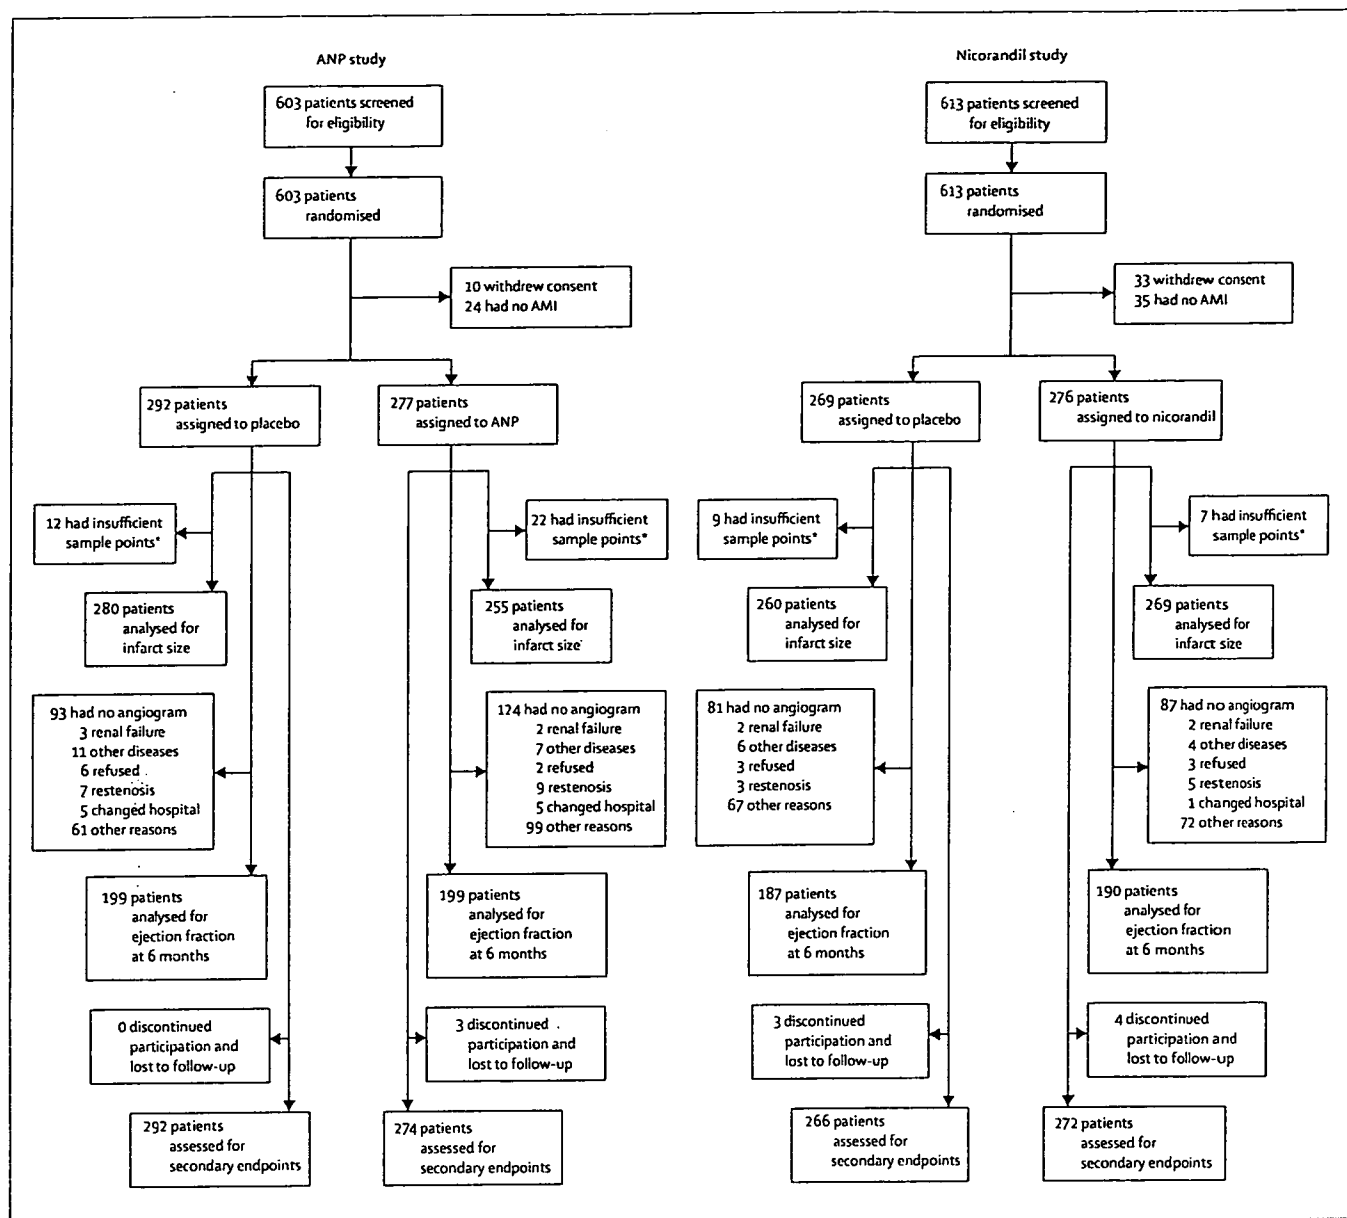 ANP study
603 patients screened
for eligibility
603 patients
randomised
10 withdrew consent
24 had no AMI
292 patients
assigned to placebo
277 patients
assigned to ANP
12 had insufficient
sample points*
22 had insufficient
sample points*
280 patients
analysed for
infarct size
255 patients
analysed for
infarct size
93 had no angiogram
3 renal failure
11 other diseases
6 refused
7 restenosis
5 changed hospital
61 other reasons
124 had no angiogram
2 renal failure
7 other diseases
2 refused
9 restenosis
5 changed hospital
99 other reasons
199 patients
analysed for
ejection fraction
at 6 months
199 patients
analysed for
ejection fraction
at 6 months
0 discontinued
participation and
lost to follow-up
3 discontinued
participation and
lost to follow-up
292 patients
assessed for
secondary endpoints
274 patients
assessed for
secondary endpoints
Nicorandil study
613 patients screened
for eligibility
613 patients
randomised
33 withdrew consent
35 had no AMI
269 patients
assigned to placebo
276 patients
assigned to nicorandil
9 had insufficient
sample points*
7 had insufficient
sample points*
260 patients
analysed for
infarct size
269 patients
analysed for
infarct size
81 had no angiogram
2 renal failure
6 other diseases
3 refused
3 restenosis
67 other reasons
87 had no angiogram
2 renal failure
4 other diseases
3 refused
5 restenosis
1 changed hospital
72 other reasons
187 patients
analysed for
ejection fraction
at 6 months
190 patients
analysed for
ejection fraction
at 6 months
3 discontinued
participation and
lost to follow-up
4 discontinued
participation and
lost to follow-up
266 patients
assessed for
secondary endpoints
272 patients
assessed for
secondary endpoints